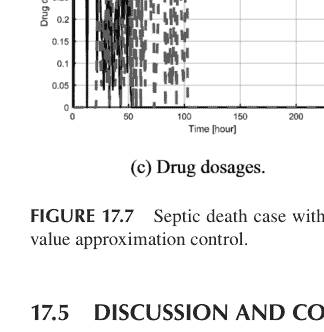 0.2
0.15
0.1
0.05
0
0 50 100 150 200
Time [hour]
(c) Drug dosages.
FIGURE 17.7 Septic death case with
value approximation control.
17.5 DISCUSSION AND CO